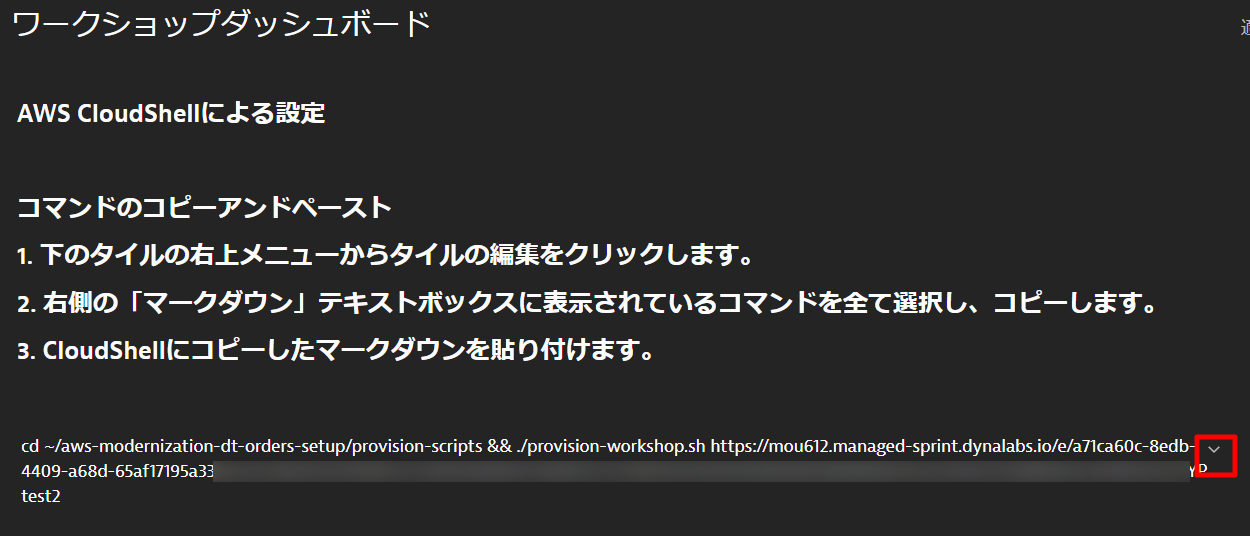 ワークショップダッシュボード
AWS CloudShellによる設定
コマンドのコピーアンドペースト
1. 下のタイルの右上メニューからタイルの編集をクリックします。
2. 右側の「マークダウン」テキストボックスに表示されているコマンドを全て選択し、コピーします。
3. CloudShellにコピーしたマークダウンを貼り付けます。
cd ~/aws-modernization-dt-orders-setup/provision-scripts && ./provision-workshop.sh https://mou612.managed-sprint.dynalabs.io/e/a71ca60c-8edb-
4409-a68d-65af17195a33
test2